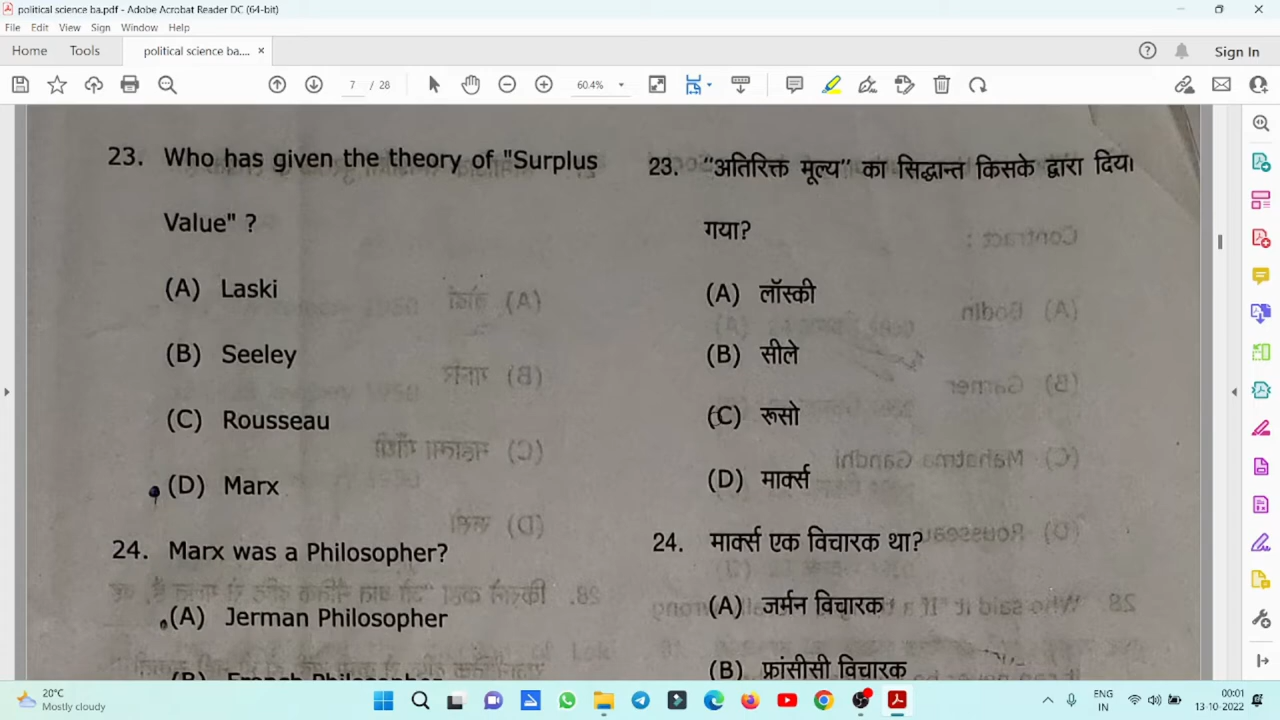 political science ba.pdf - Adobe Acrobat Reader DC (64-bit)
File Edit View Sign Window Help
Home Tools political science ba.... × Sign In
7 / 28 60.4%
23. Who has given the theory of "Surplus
Value" ?
(A) Laski
(B) Seeley
(C) Rousseau
(D) Marx
24. Marx was a Philosopher?
(A) Jerman Philosopher
(B) French Philosopher
23. "अतिरिक्त मूल्य" का सिद्धान्त किसके द्वारा दिया
गया?
(A) लॉस्की
(B) सीले
(C) रूसो
(D) मार्क्स
24. मार्क्स एक विचारक था?
(A) जर्मन विचारक
(B) फ्रांसीसी विचारक
20°C
Mostly cloudy
ENG
IN
00:01
13-10-2022